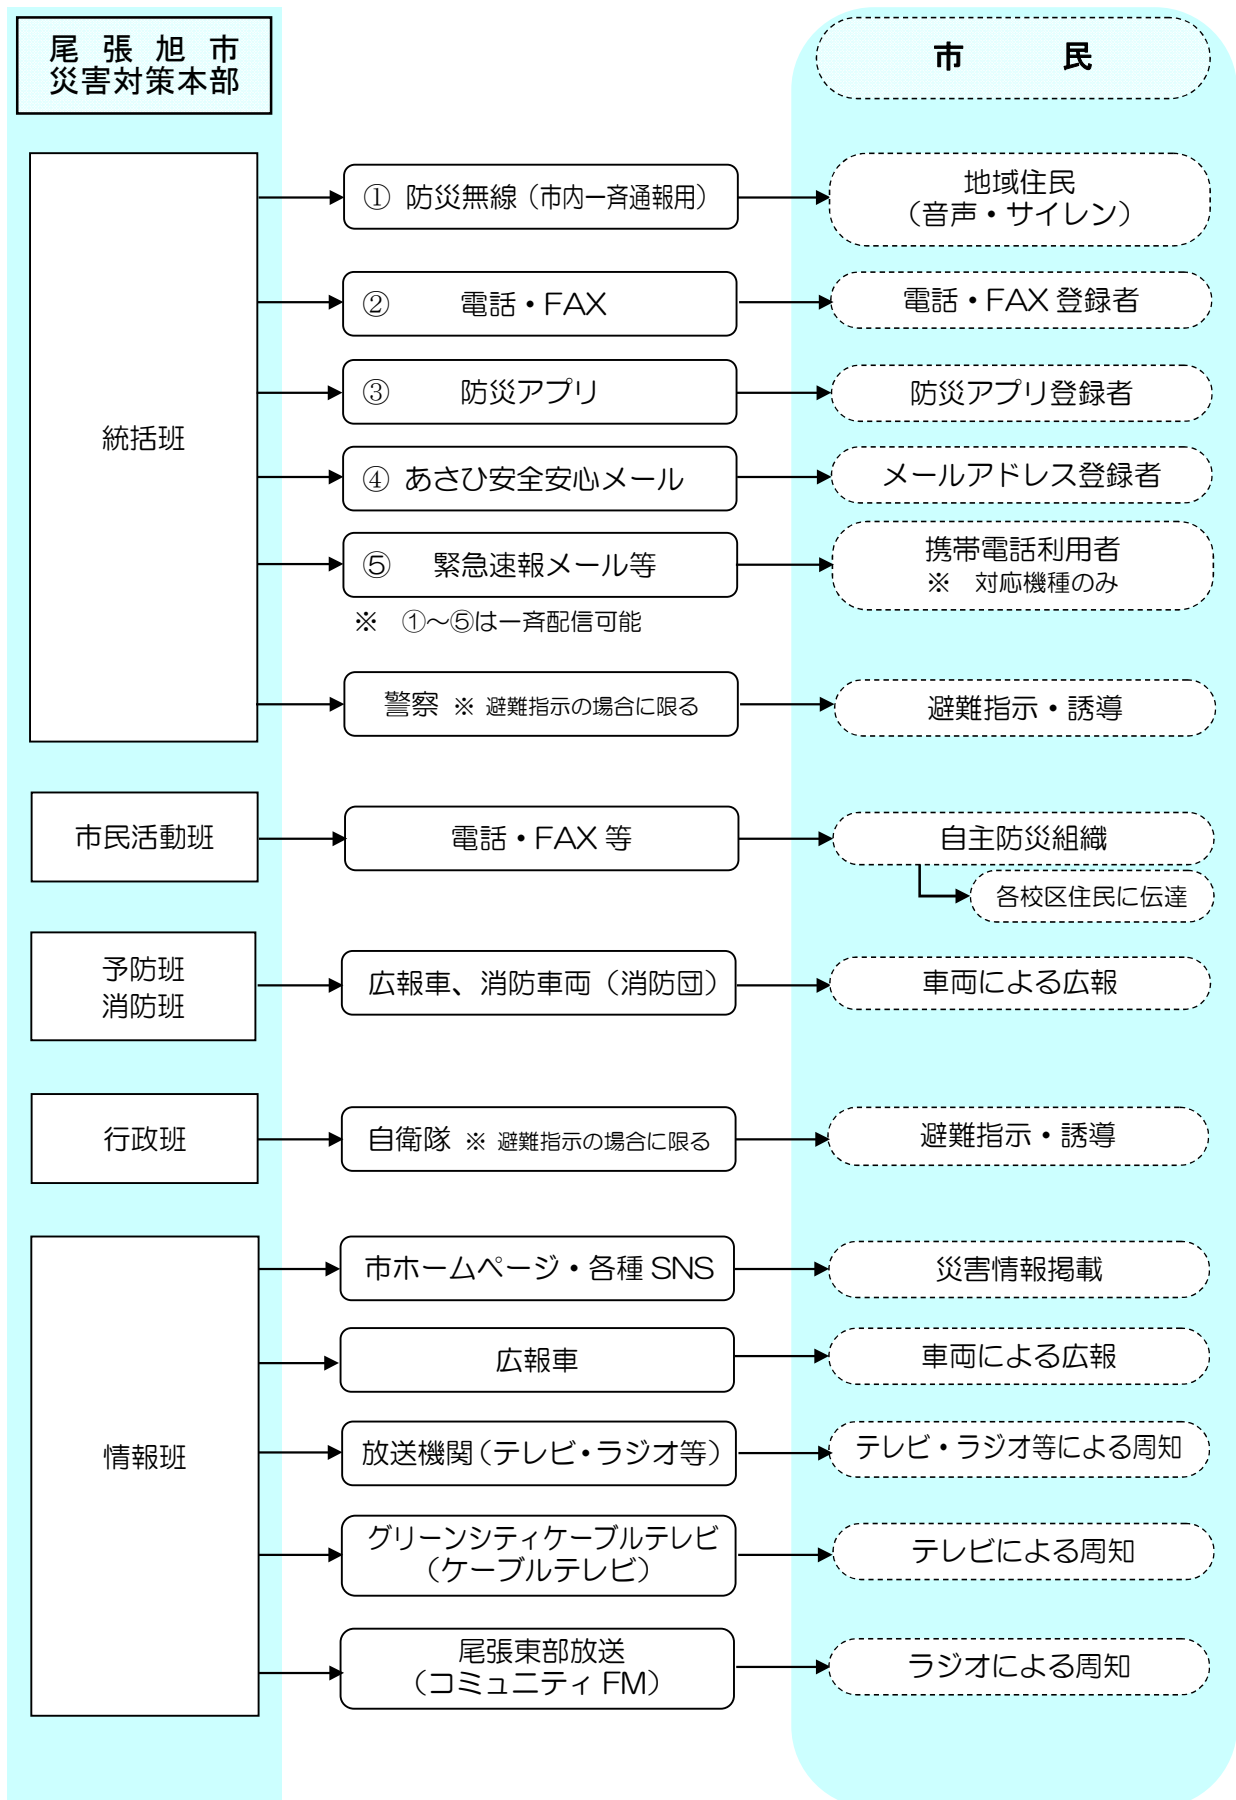 尾張旭市
災害対策本部
市　　　民
統括班
① 防災無線（市内一斉通報用）
地域住民
（音声・サイレン）
② 電話・FAX
電話・FAX 登録者
③ 防災アプリ
防災アプリ登録者
④ あさひ安全安心メール
メールアドレス登録者
⑤ 緊急速報メール等
携帯電話利用者
※　対応機種のみ
※　①～⑤は一斉配信可能
警察 ※ 避難指示の場合に限る
避難指示・誘導
市民活動班
電話・FAX 等
自主防災組織
各校区住民に伝達
予防班
消防班
広報車、消防車両（消防団）
車両による広報
行政班
自衛隊 ※ 避難指示の場合に限る
避難指示・誘導
情報班
市ホームページ・各種 SNS
災害情報掲載
広報車
車両による広報
放送機関（テレビ・ラジオ等）
テレビ・ラジオ等による周知
グリーンシティケーブルテレビ
（ケーブルテレビ）
テレビによる周知
尾張東部放送
（コミュニティ FM）
ラジオによる周知